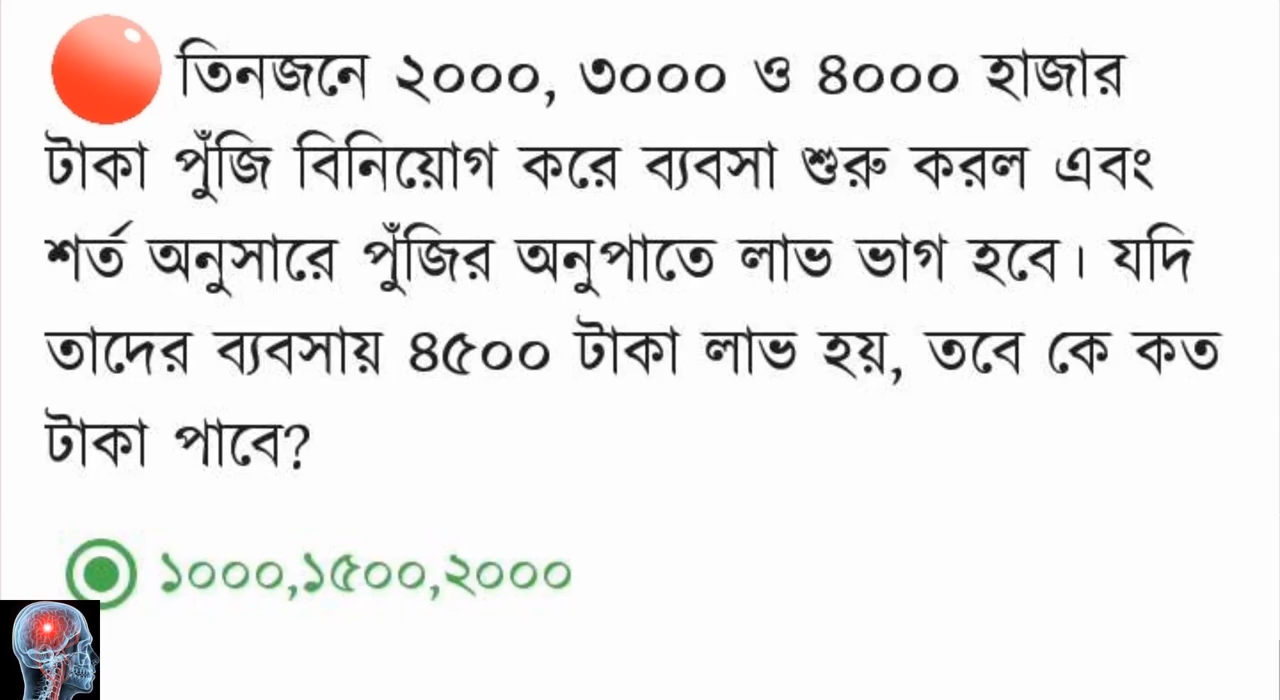 তিনজনে ২০০০, ৩০০০ ও ৪০০০ হাজার
টাকা পুঁজি বিনিয়োগ করে ব্যবসা শুরু করল এবং
শর্ত অনুসারে পুঁজির অনুপাতে লাভ ভাগ হবে। যদি
তাদের ব্যবসায় ৪৫০০ টাকা লাভ হয়, তবে কে কত
টাকা পাবে?
১০০০,১৫০০,২০০০